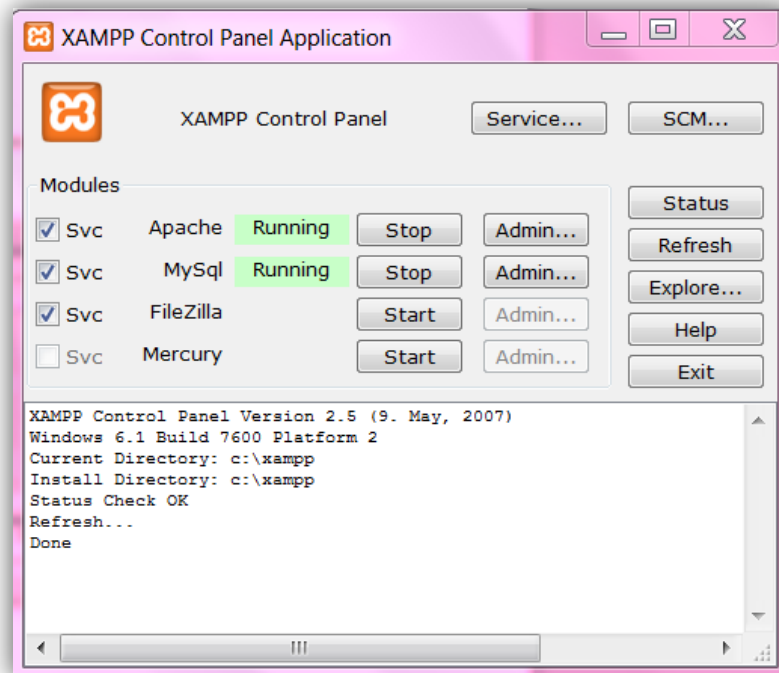 XAMPP Control Panel Application
XAMPP Control Panel Service... SCM...
Modules
Svc Apache Running Stop Admin...
Svc MySql Running Stop Admin...
Svc FileZilla Start Admin...
Svc Mercury Start Admin...
Status
Refresh
Explore...
Help
Exit
XAMPP Control Panel Version 2.5 (9. May, 2007)
Windows 6.1 Build 7600 Platform 2
Current Directory: c:\xampp
Install Directory: c:\xampp
Status Check OK
Refresh...
Done